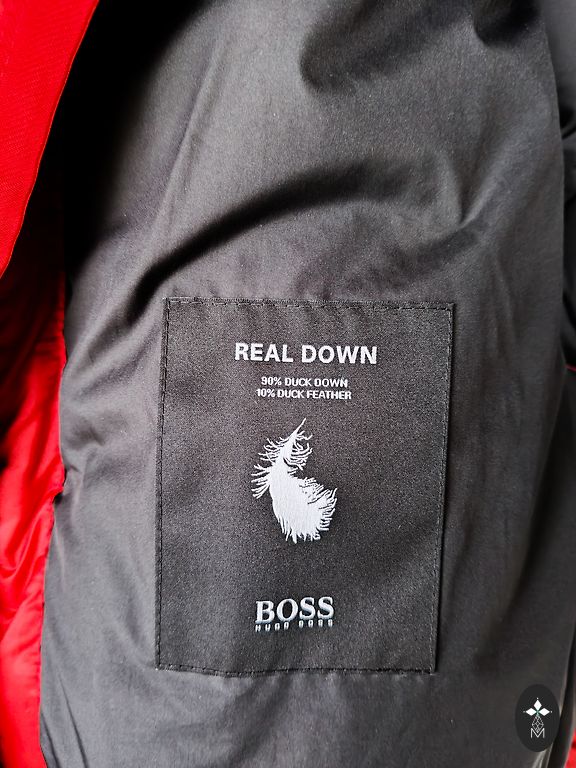 REAL DOWN
90% DUCK DOWN
10% DUCK FEATHER
BOSS
HUGO BOSS
M